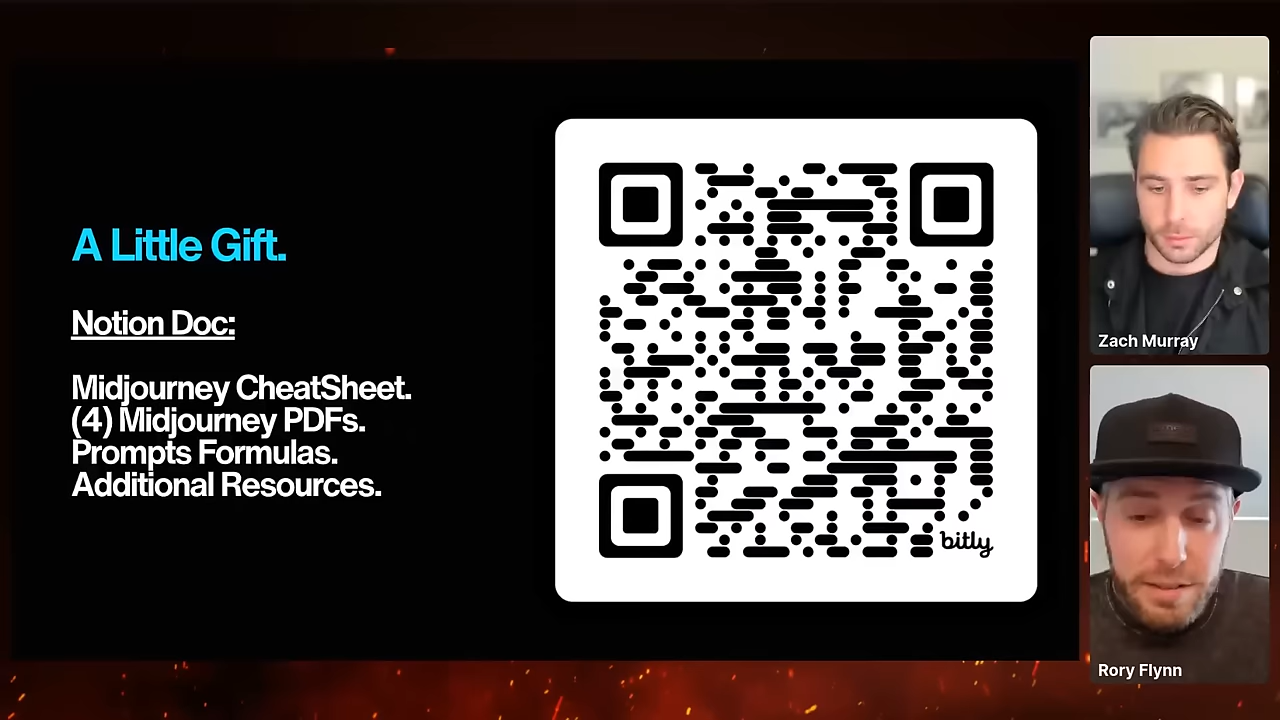 A Little Gift.
Notion Doc:
Midjourney CheatSheet.
(4) Midjourney PDFs.
Prompts Formulas.
Additional Resources.
bitly
Zach Murray
Rory Flynn